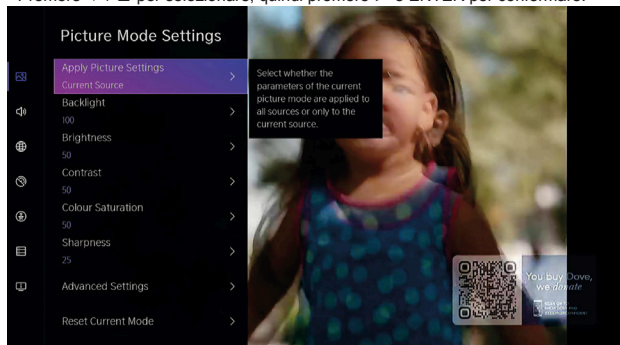 Premere per selezionare, quindi premere o ENTER per confermare.
Picture Mode Settings
Apply Picture Settings
Current Source
Select whether the
parameters of the current
picture mode are applied to
all sources or only to the
current source.
Backlight
100
Brightness
50
Contrast
50
Colour Saturation
50
Sharpness
25
Advanced Settings
Reset Current Mode
You buy Dove,
we donate